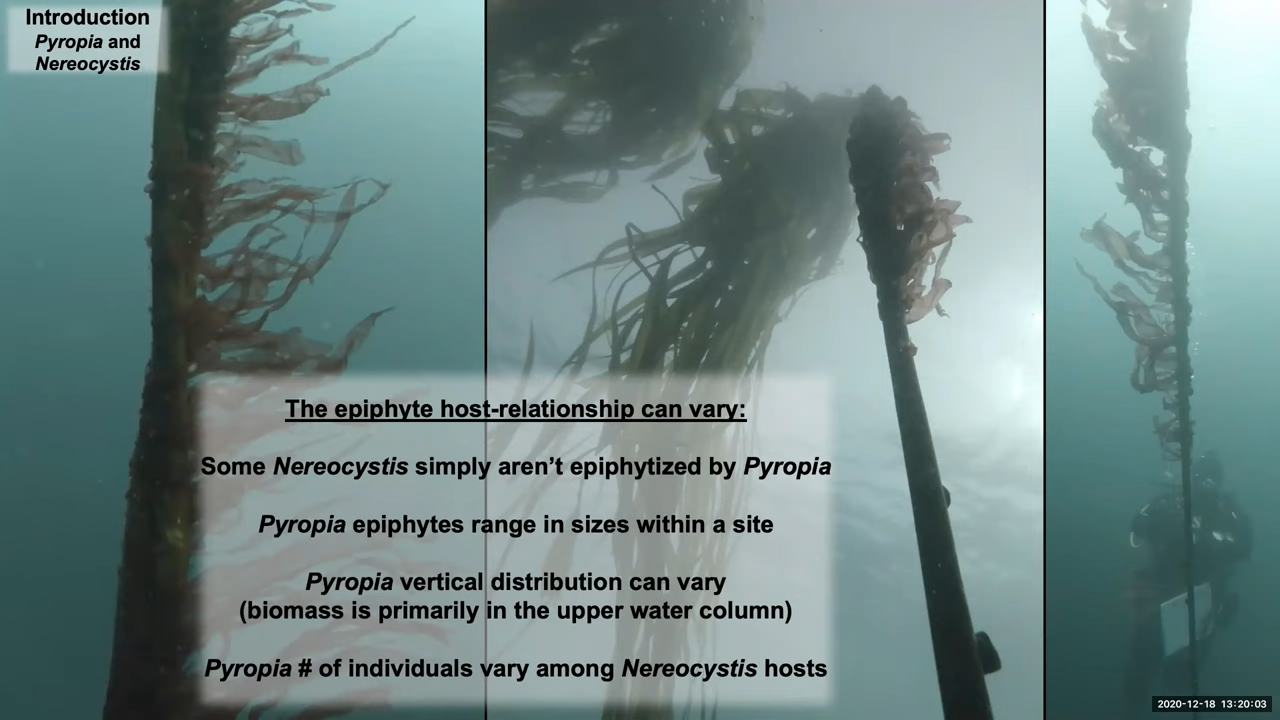 Introduction
Pyropia and
Nereocystis
The epiphyte host-relationship can vary:
Some Nereocystis simply aren’t epiphytized by Pyropia
Pyropia epiphytes range in sizes within a site
Pyropia vertical distribution can vary
(biomass is primarily in the upper water column)
Pyropia # of individuals vary among Nereocystis hosts
2020-12-18 13:20:03